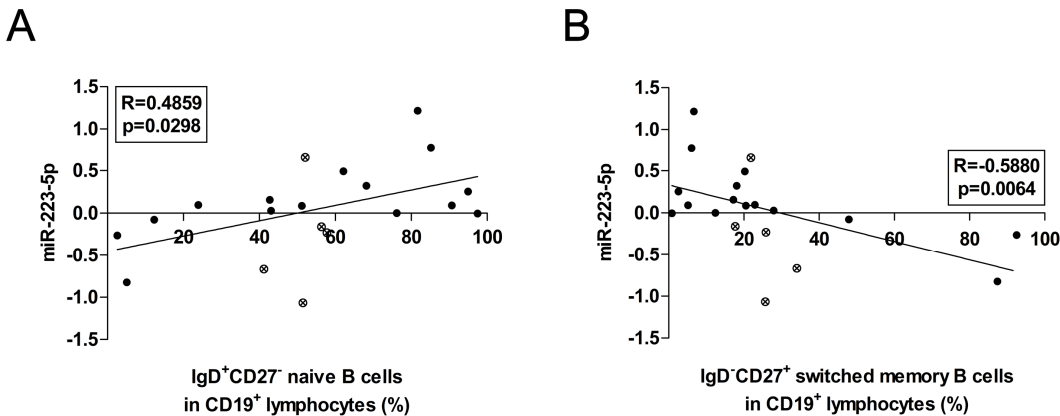 A
R=0.4859
p=0.0298
miR-223-5p
1.5
1.0
0.5
0.0
-0.5
-1.0
-1.5
20 40 60 80 100
IgD⁺CD27⁻ naive B cells
in CD19⁺ lymphocytes (%)
B
R=-0.5880
p=0.0064
miR-223-5p
1.5
1.0
0.5
0.0
-0.5
-1.0
-1.5
20 40 60 80 100
IgD⁻CD27⁺ switched memory B cells
in CD19⁺ lymphocytes (%)